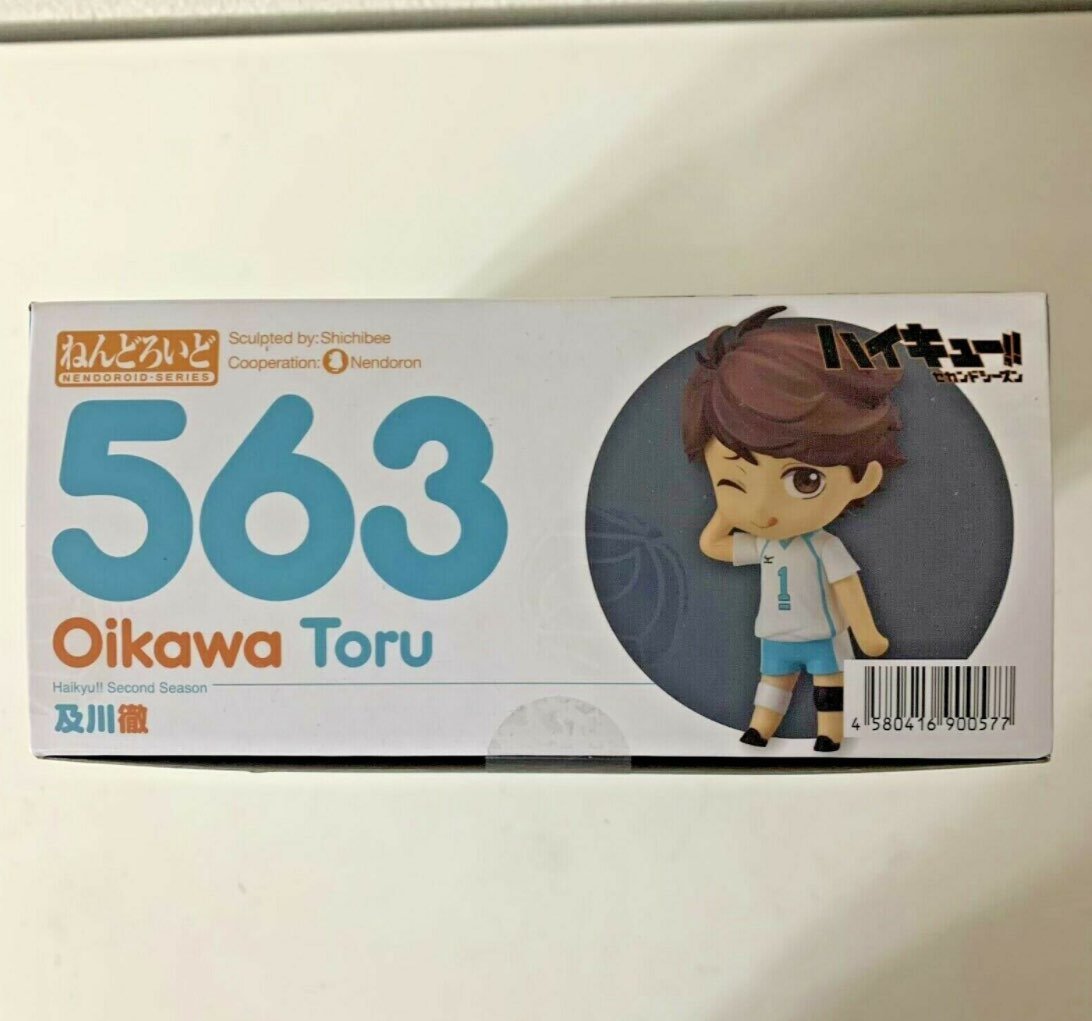 ねんどろいど
NENDOROID-SERIES
Sculpted by:Shichibee
Cooperation: Nendoron
563
Oikawa Toru
Haikyu!! Second Season
及川徹
ハイキュー!!
セカンドシーズン
1
4 580416 900577